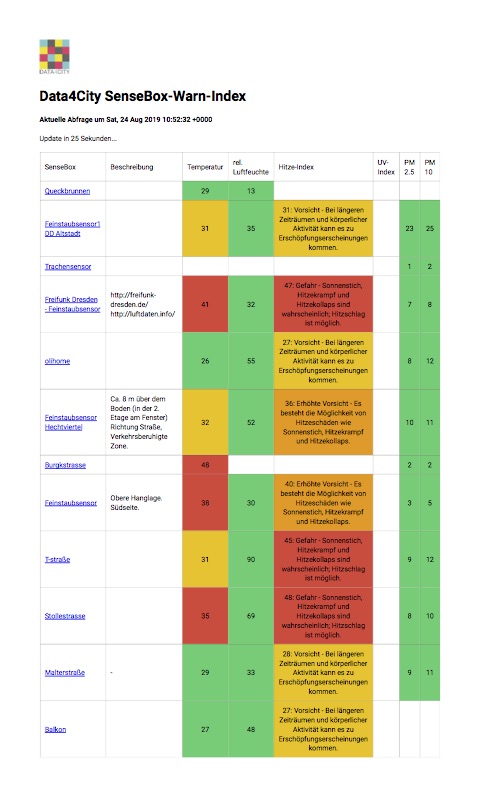 DATA4CITY
Data4City SenseBox-Warn-Index
Aktuelle Abfrage um Sat, 24 Aug 2019 10:52:32 +0000
Update in 25 Sekunden...
SenseBox Beschreibung Temperatur rel. Luftfeuchte Hitze-Index UV-Index PM 2.5 PM 10
Queckbrunnen 29 13
Feinstaubsensor1 DD Altstadt 31 35 31: Vorsicht - Bei längeren Zeiträumen und körperlicher Aktivität kann es zu Erschöpfungserscheinungen kommen. 23 25
Trachensensor 1 2
Freifunk Dresden - Feinstaubsensor http://freifunk-dresden.de/ http://luftdaten.info/ 41 32 47: Gefahr - Sonnenstich, Hitzekrampf und Hitzekollaps sind wahrscheinlich; Hitzschlag ist möglich. 7 8
olihome 26 55 27: Vorsicht - Bei längeren Zeiträumen und körperlicher Aktivität kann es zu Erschöpfungserscheinungen kommen. 8 12
Feinstaubsensor Hechtviertel Ca. 8 m über dem Boden (in der 2. Etage am Fenster) Richtung Straße, Verkehrsberuhigte Zone. 32 52 36: Erhöhte Vorsicht - Es besteht die Möglichkeit von Hitzeschäden wie Sonnenstich, Hitzekrampf und Hitzekollaps. 10 11
Burgkstrasse 48 2 2
Feinstaubsensor Obere Hanglage. Südseite. 38 30 40: Erhöhte Vorsicht - Es besteht die Möglichkeit von Hitzeschäden wie Sonnenstich, Hitzekrampf und Hitzekollaps. 3 5
T-straße 31 90 45: Gefahr - Sonnenstich, Hitzekrampf und Hitzekollaps sind wahrscheinlich; Hitzschlag ist möglich. 9 12
Stollestrasse 35 69 48: Gefahr - Sonnenstich, Hitzekrampf und Hitzekollaps sind wahrscheinlich; Hitzschlag ist möglich. 8 10
Malterstraße - 29 33 28: Vorsicht - Bei längeren Zeiträumen und körperlicher Aktivität kann es zu Erschöpfungserscheinungen kommen. 9 11
Balkon 27 48 27: Vorsicht - Bei längeren Zeiträumen und körperlicher Aktivität kann es zu Erschöpfungserscheinungen kommen.